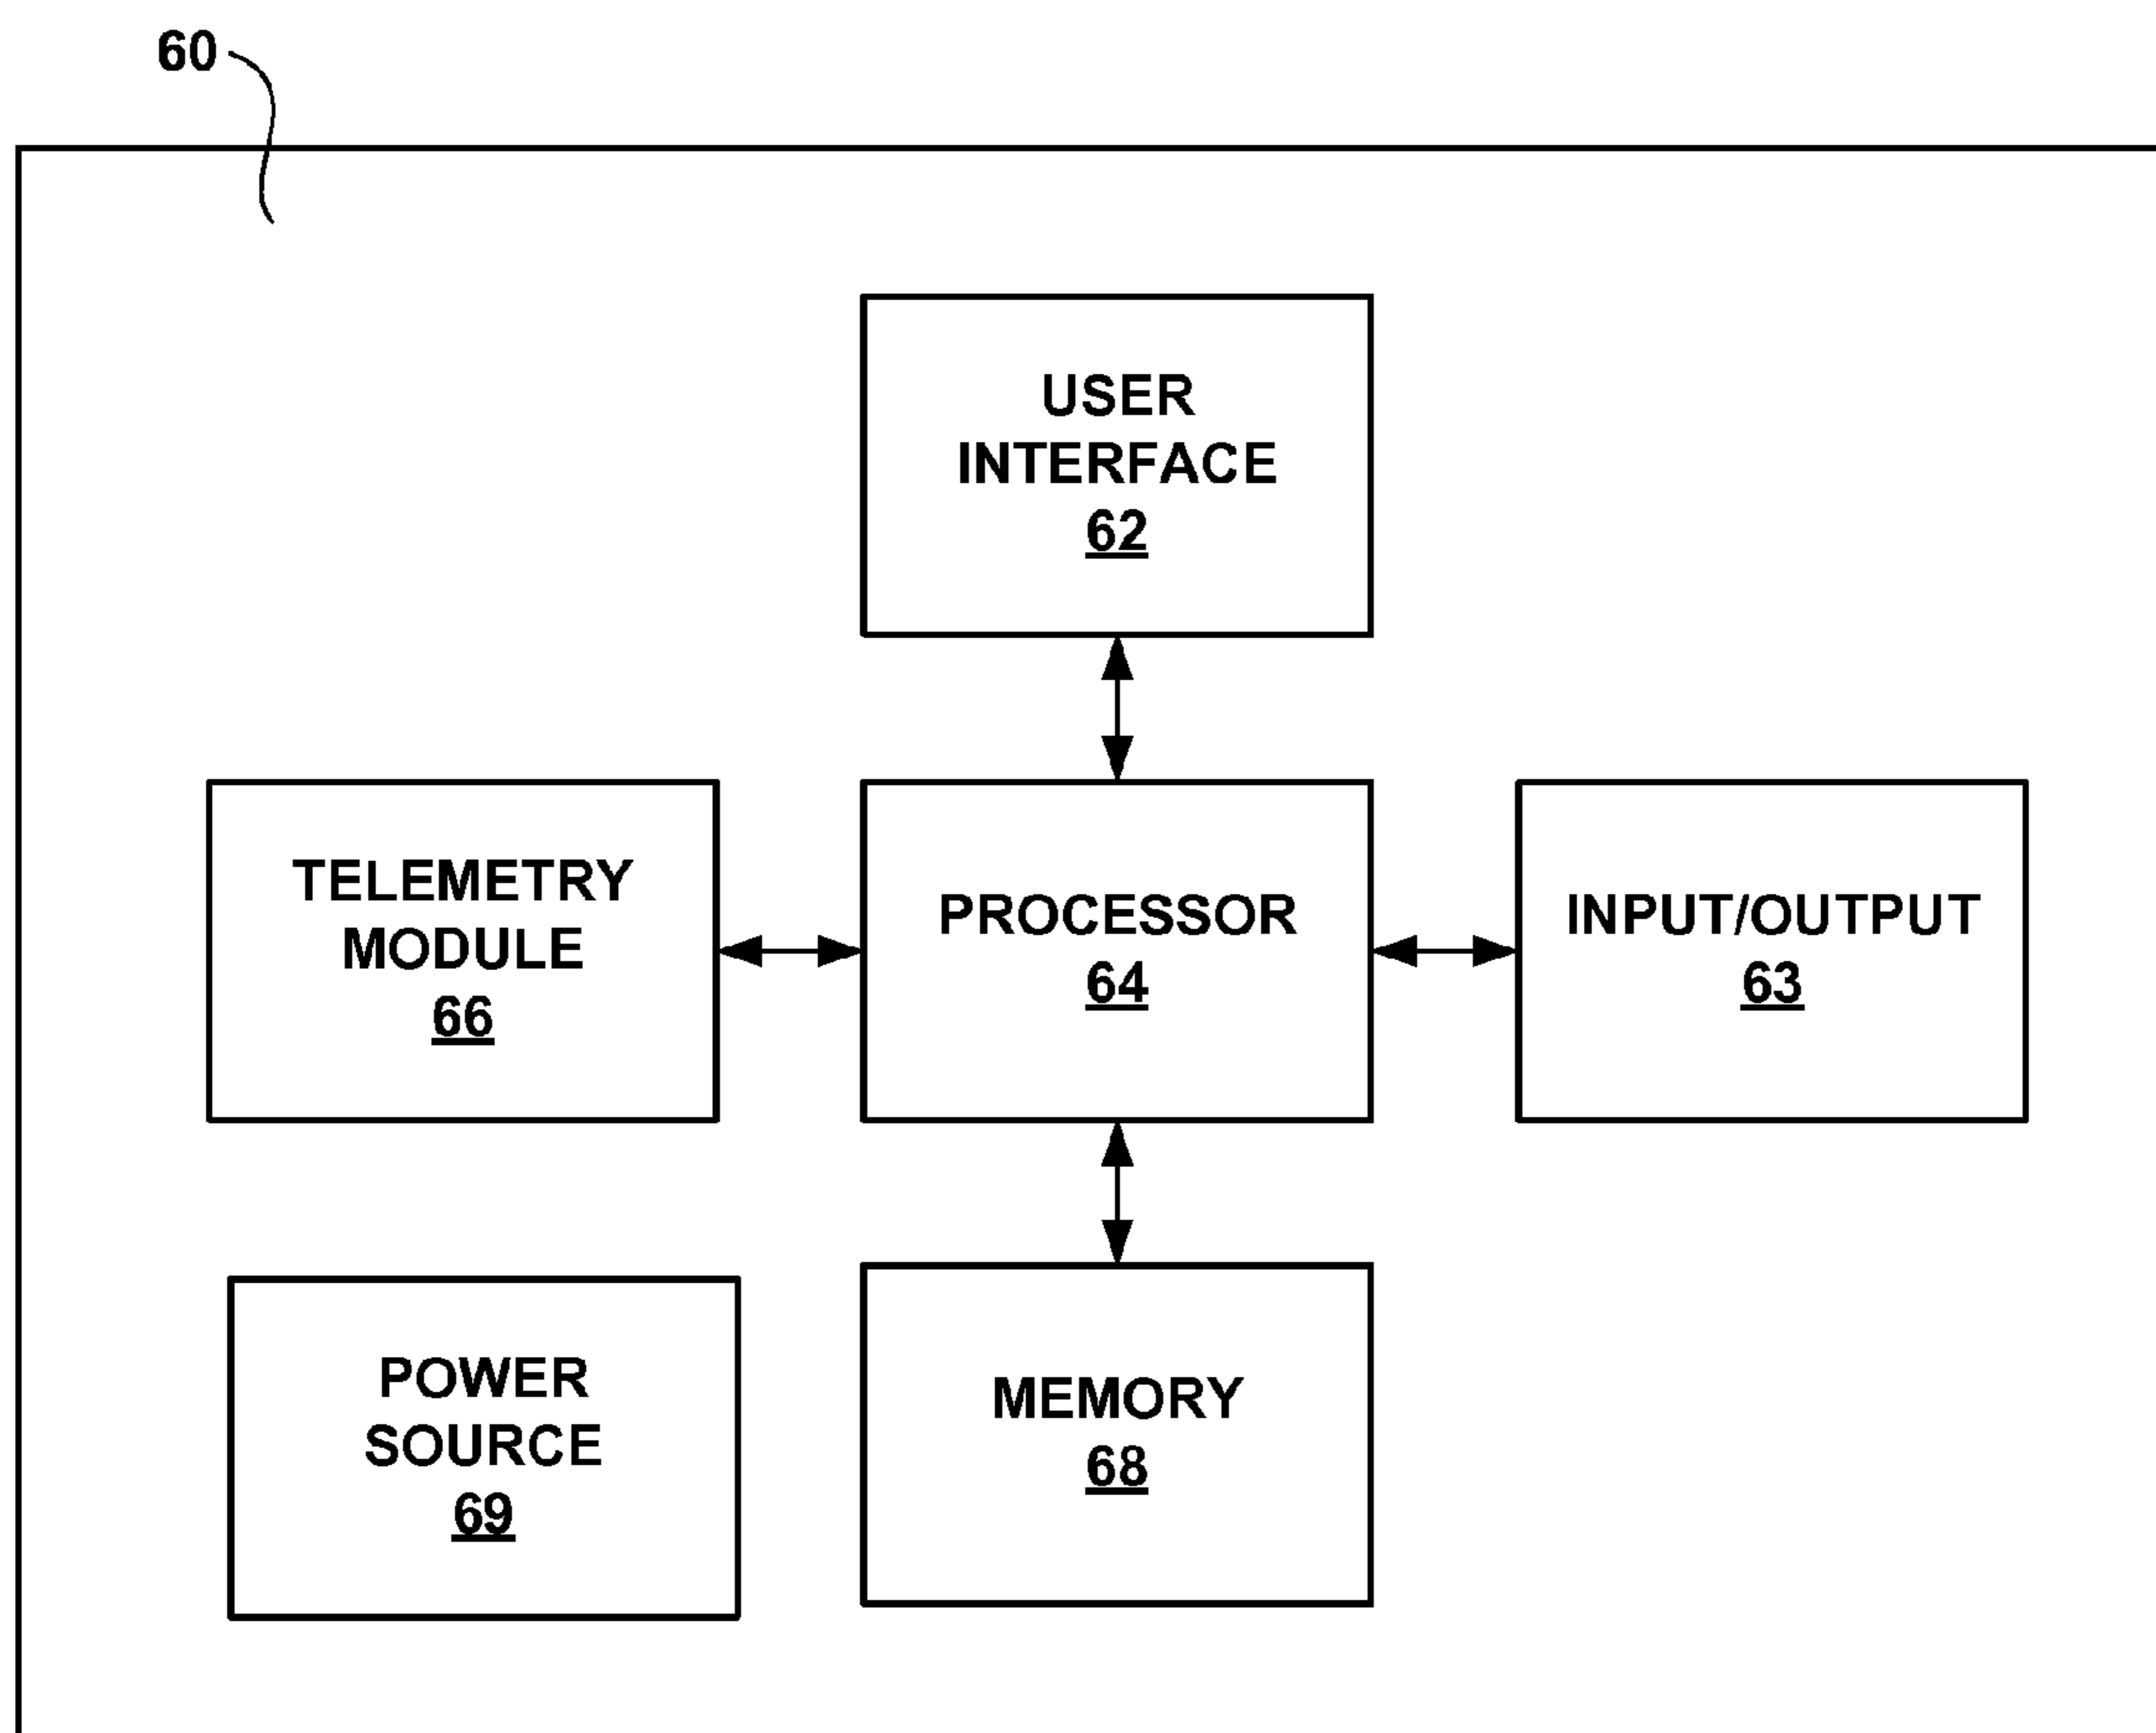 60
USER
INTERFACE
62
TELEMETRY
MODULE
66
PROCESSOR
64
INPUT/OUTPUT
63
POWER
SOURCE
69
MEMORY
68